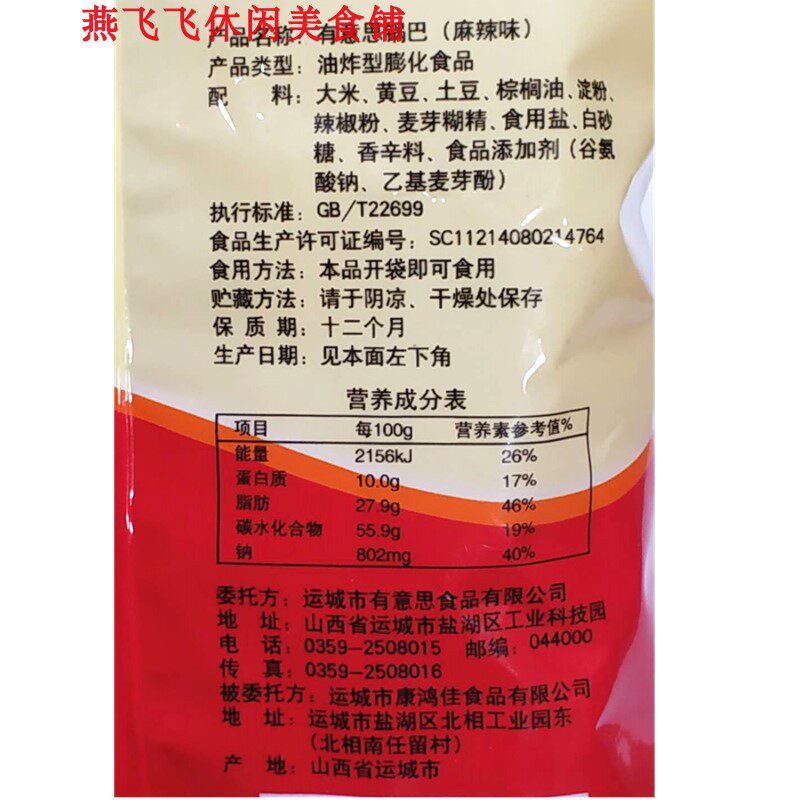 燕飞飞休闲美食铺
产品名称：有意思锅巴（麻辣味）
产品类型：油炸型膨化食品
配　料：大米、黄豆、土豆、棕榈油、淀粉、
辣椒粉、麦芽糊精、食用盐、白砂
糖、香辛料、食品添加剂（谷氨
酸钠、乙基麦芽酚）
执行标准：GB/T22699
食品生产许可证编号：SC11214080214764
食用方法：本品开袋即可食用
贮藏方法：请于阴凉、干燥处保存
保 质 期：十二个月
生产日期：见本面左下角
营养成分表
项目 每100g 营养素参考值%
能量 2156kJ 26%
蛋白质 10.0g 17%
脂肪 27.9g 46%
碳水化合物 55.9g 19%
钠 802mg 40%
委托方：运城市有意思食品有限公司
地　址：山西省运城市盐湖区工业科技园
电　话：0359-2508015 邮编：044000
传　真：0359-2508016
被委托方：运城市康鸿佳食品有限公司
地　址：运城市盐湖区北相工业园东
（北相南任留村）
产　地：山西省运城市